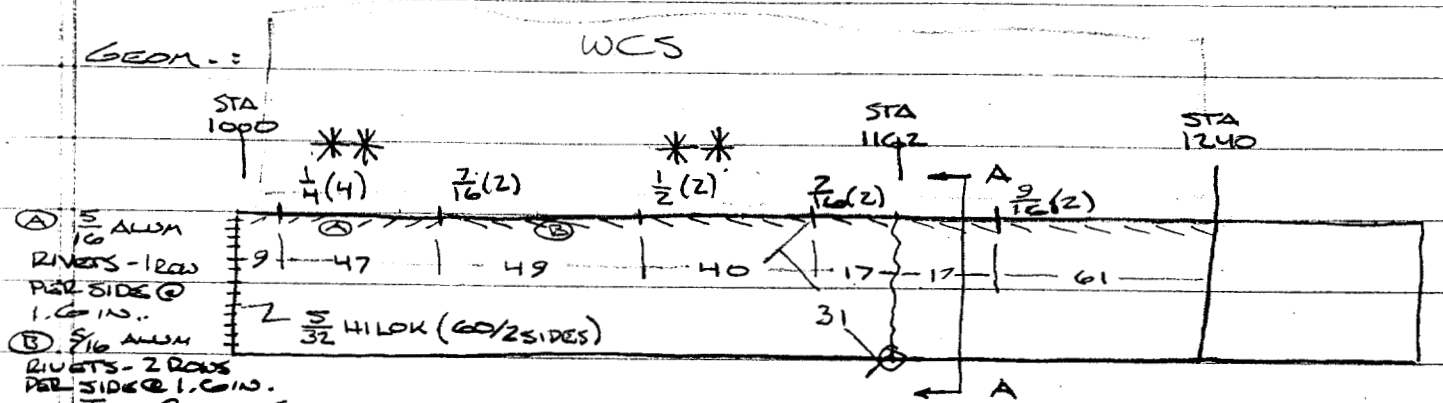 WCS
GEOM.:
STA
1000
STA
1162
STA
1240
** **
1/4(4) 7/16(2) 1/2(2) 7/16(2) A 9/16(2)
Ⓐ 5/16 ALUM
RIVETS - 1 ROW
PER SIDE @
1.6 IN.
Ⓐ Ⓑ
9 47 49 40 17 17 61
5/32 HILOK (60/2 SIDES)
31
Ⓑ 5/16 ALUM
RIVETS - 2 ROWS
PER SIDE @ 1.6 IN.
A